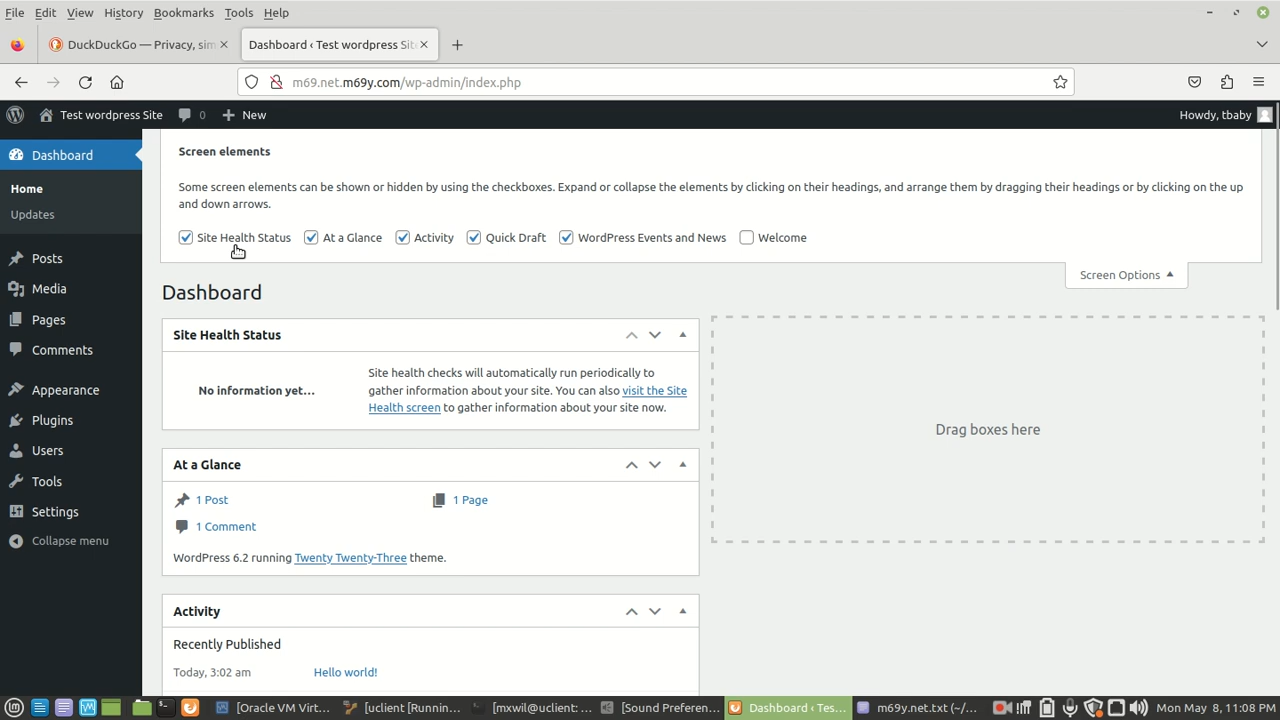 File Edit View History Bookmarks Tools Help
DuckDuckGo — Privacy, sim
Dashboard ‹ Test wordpress Site
m69.net.m69y.com/wp-admin/index.php
Test wordpress Site 0 New
Howdy, tbaby
Dashboard
Home
Updates
Posts
Media
Pages
Comments
Appearance
Plugins
Users
Tools
Settings
Collapse menu
Screen elements
Some screen elements can be shown or hidden by using the checkboxes. Expand or collapse the elements by clicking on their headings, and arrange them by dragging their headings or by clicking on the up
and down arrows.
Site Health Status At a Glance Activity Quick Draft WordPress Events and News Welcome
Screen Options
Dashboard
Site Health Status
No information yet...
Site health checks will automatically run periodically to
gather information about your site. You can also visit the Site
Health screen to gather information about your site now.
Drag boxes here
At a Glance
1 Post 1 Page
1 Comment
WordPress 6.2 running Twenty Twenty-Three theme.
Activity
Recently Published
Today, 3:02 am Hello world!
[Oracle VM Virt... [uclient [Runnin... [mxwil@uclient: ... [Sound Preferen... Dashboard ‹ Tes... m69y.net.txt (~/... Mon May 8, 11:08 PM